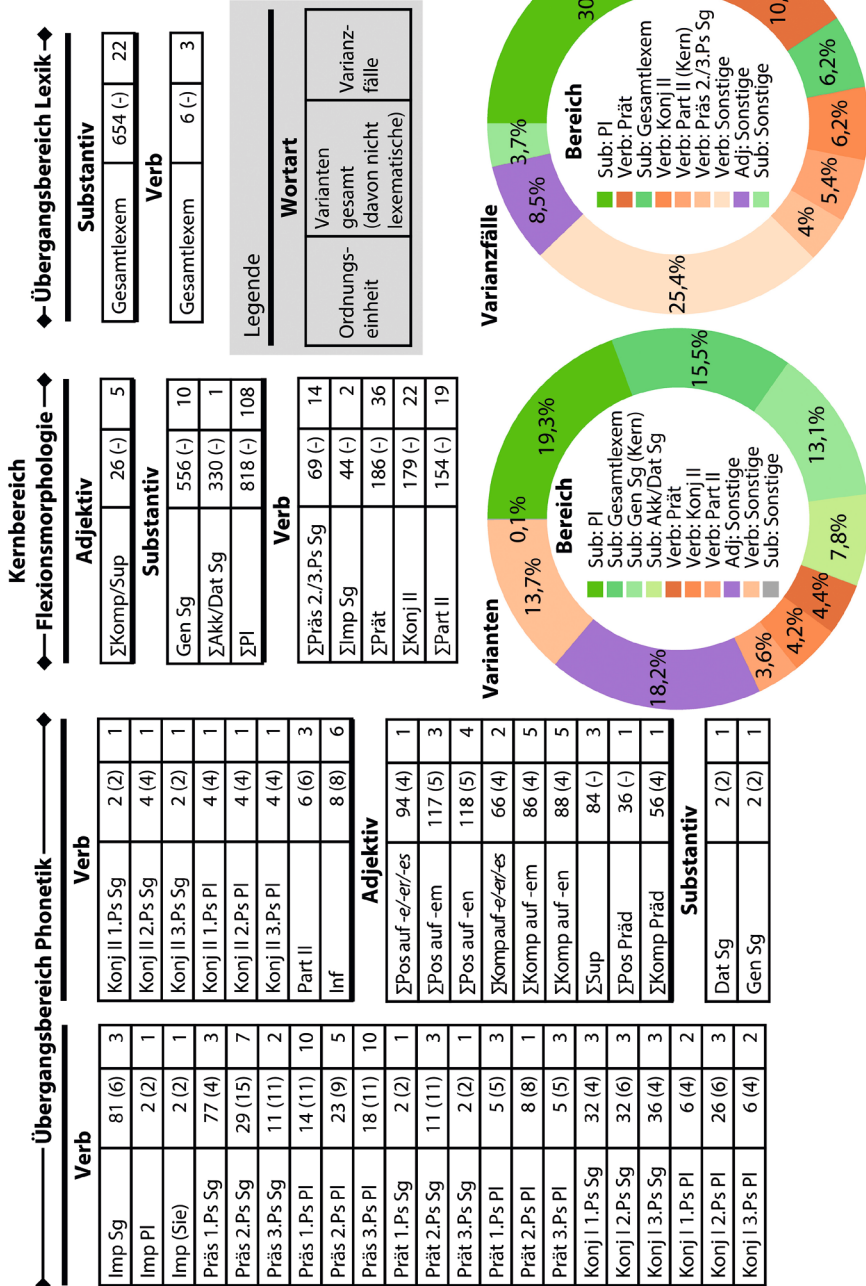 Übergangsbereich Phonetik
Verb
Imp Sg 81 (6) 3
Imp Pl 2 (2) 1
Imp (Sie) 2 (2) 1
Präs 1.Ps Sg 77 (4) 3
Präs 2.Ps Sg 29 (15) 7
Präs 3.Ps Sg 11 (11) 2
Präs 1.Ps Pl 14 (11) 10
Präs 2.Ps Pl 23 (9) 5
Präs 3.Ps Pl 18 (11) 10
Prät 1.Ps Sg 2 (2) 1
Prät 2.Ps Sg 11 (11) 3
Prät 3.Ps Sg 2 (2) 1
Prät 1.Ps Pl 5 (5) 3
Prät 2.Ps Pl 8 (8) 1
Prät 3.Ps Pl 5 (5) 3
Konj I 1.Ps Sg 32 (4) 3
Konj I 2.Ps Sg 32 (6) 3
Konj I 3.Ps Sg 36 (4) 3
Konj I 1.Ps Pl 6 (4) 2
Konj I 2.Ps Pl 26 (6) 3
Konj I 3.Ps Pl 6 (4) 2
Verb
Konj II 1.Ps Sg 2 (2) 1
Konj II 2.Ps Sg 4 (4) 1
Konj II 3.Ps Sg 2 (2) 1
Konj II 1.Ps Pl 4 (4) 1
Konj II 2.Ps Pl 4 (4) 1
Konj II 3.Ps Pl 4 (4) 1
Part II 6 (6) 3
Inf 8 (8) 6
Adjektiv
ΣPos auf -e/-er/-es 94 (4) 1
ΣPos auf -em 117 (5) 3
ΣPos auf -en 118 (5) 4
ΣKomp auf -e/-er/-es 66 (4) 2
ΣKomp auf -em 86 (4) 5
ΣKomp auf -en 88 (4) 5
ΣSup 84 (-) 3
ΣPos Präd 36 (-) 1
ΣKomp Präd 56 (4) 1
Substantiv
Dat Sg 2 (2) 1
Gen Sg 2 (2) 1
Kernbereich
Flexionsmorphologie
Adjektiv
ΣKomp/Sup 26 (-) 5
Substantiv
Gen Sg 556 (-) 10
ΣAkk/Dat Sg 330 (-) 1
ΣPl 818 (-) 108
Verb
ΣPräs 2./3.Ps Sg 69 (-) 14
ΣImp Sg 44 (-) 2
ΣPrät 186 (-) 36
ΣKonj II 179 (-) 22
ΣPart II 154 (-) 19
Übergangsbereich Lexik
Substantiv
Gesamtlexem 654 (-) 22
Verb
Gesamtlexem 6 (-) 3
Legende
Wortart
Ordnungs-
einheit
Varianten
gesamt
(davon nicht
lexematische)
Varianz-
fälle
Varianten
Bereich
Sub: Pl
Sub: Gesamtlexem
Sub: Gen Sg (Kern)
Sub: Akk/Dat Sg
Verb: Prät
Verb: Konj II
Verb: Part II
Adj: Sonstige
Verb: Sonstige
Sub: Sonstige
19,3%
15,5%
13,1%
7,8%
4,4%
4,2%
3,6%
18,2%
13,7%
0,1%
Varianzfälle
Bereich
Sub: Pl
Verb: Prät
Sub: Gesamtlexem
Verb: Konj II
Verb: Part II (Kern)
Verb: Präs 2./3.Ps Sg
Verb: Sonstige
Adj: Sonstige
Sub: Sonstige
30
10,
6,2%
6,2%
5,4%
4%
25,4%
8,5%
3,7%